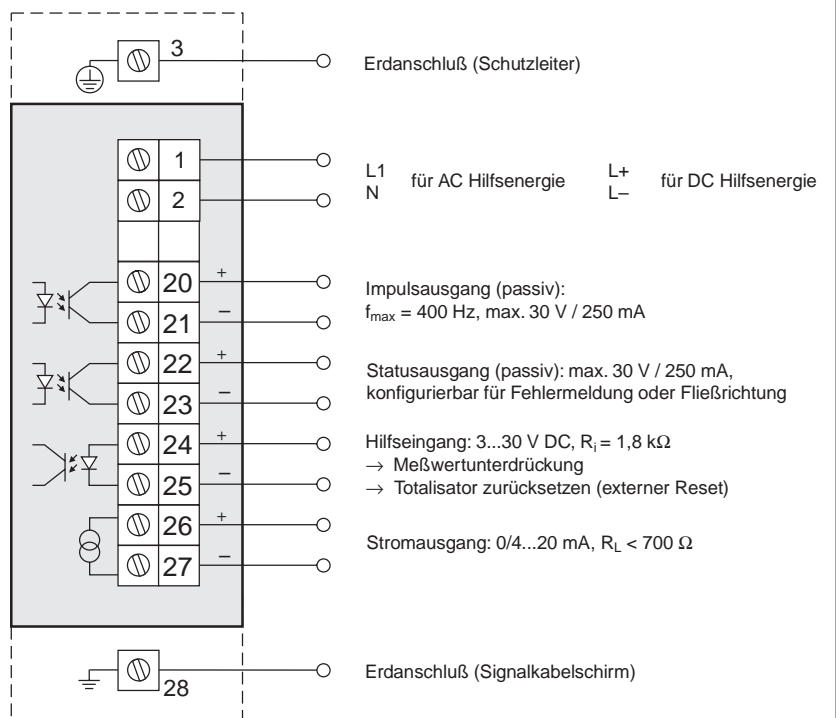 3
Erdanschluß (Schutzleiter)
1
L1
N
für AC Hilfsenergie
L+
L–
für DC Hilfsenergie
2
20 +
Impulsausgang (passiv):
fmax = 400 Hz, max. 30 V / 250 mA
21 –
22 +
Statusausgang (passiv): max. 30 V / 250 mA,
konfigurierbar für Fehlermeldung oder Fließrichtung
23 –
24 +
Hilfseingang: 3...30 V DC, Ri = 1,8 kΩ
→ Meßwertunterdrückung
→ Totalisator zurücksetzen (externer Reset)
25 –
26 +
Stromausgang: 0/4...20 mA, RL < 700 Ω
27 –
Erdanschluß (Signalkabelschirm)
28